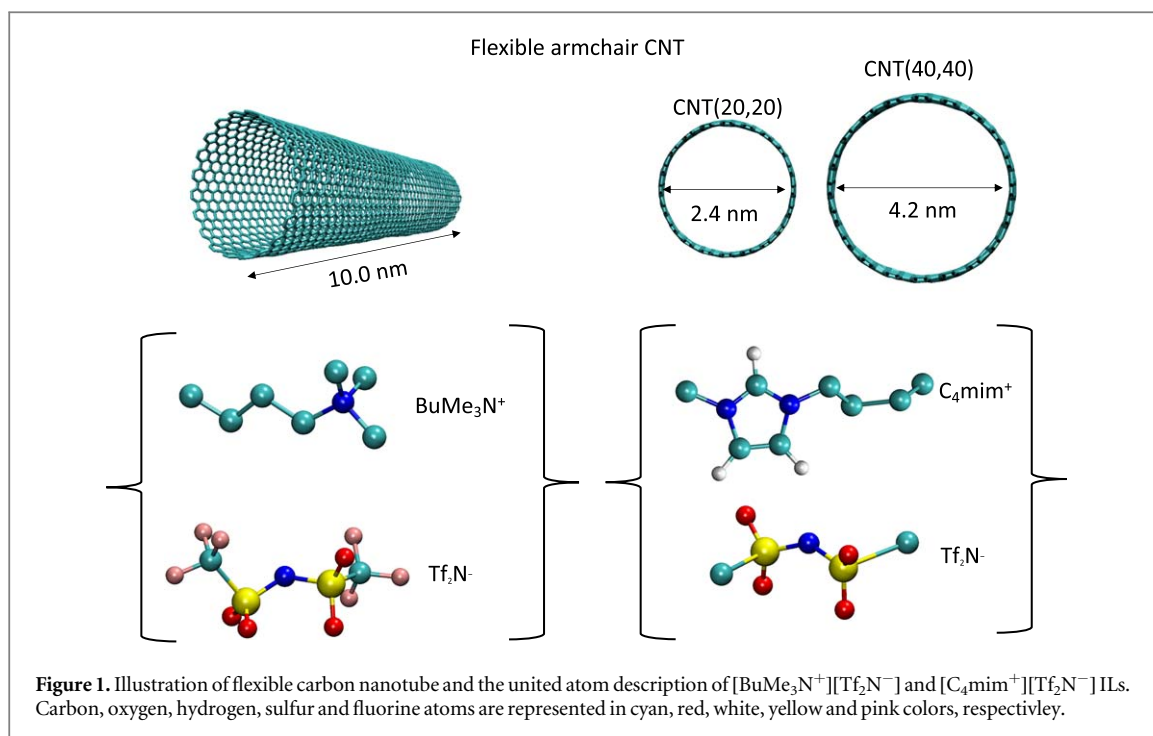 Flexible armchair CNT
CNT(40,40)
CNT(20,20)
2.4 nm
4.2 nm
10.0 nm
BuMe₃N⁺
C₄mim⁺
Tf₂N-
Tf₂N-
Figure 1. Illustration of flexible carbon nanotube and the united atom description of [BuMe₃N⁺][Tf₂N⁻] and [C₄mim⁺][Tf₂N⁻] ILs.
Carbon, oxygen, hydrogen, sulfur and fluorine atoms are represented in cyan, red, white, yellow and pink colors, respectivley.